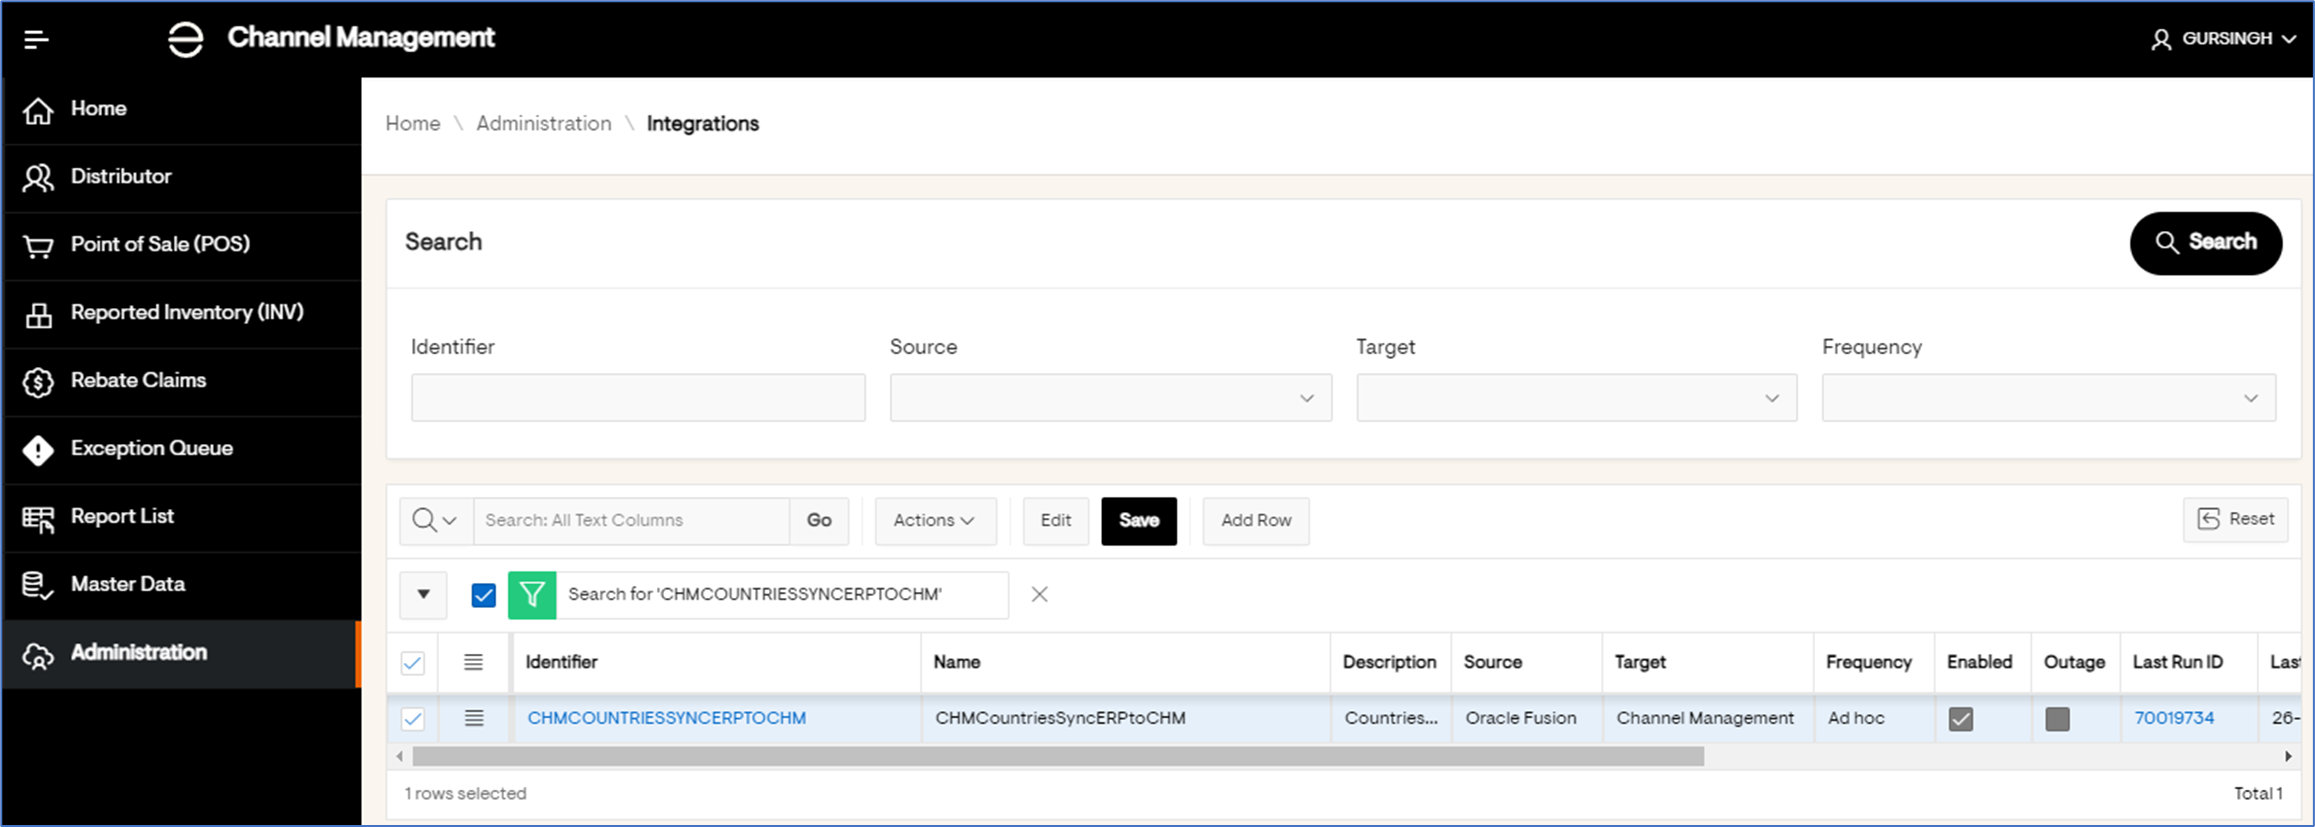 Channel Management
GURSINGH
Home
Distributor
Point of Sale (POS)
Reported Inventory (INV)
Rebate Claims
Exception Queue
Report List
Master Data
Administration
Home \ Administration \ Integrations
Search
Search
Identifier
Source
Target
Frequency
Search: All Text Columns
Go
Actions
Edit
Save
Add Row
Reset
Search for 'CHMCOUNTRIESSYNCERPTOCHM'
Identifier Name Description Source Target Frequency Enabled Outage Last Run ID Las
CHMCOUNTRIESSYNCERPTOCHM CHMCountriesSyncERPtoCHM Countries... Oracle Fusion Channel Management Ad hoc 70019734 26-
1 rows selected
Total 1